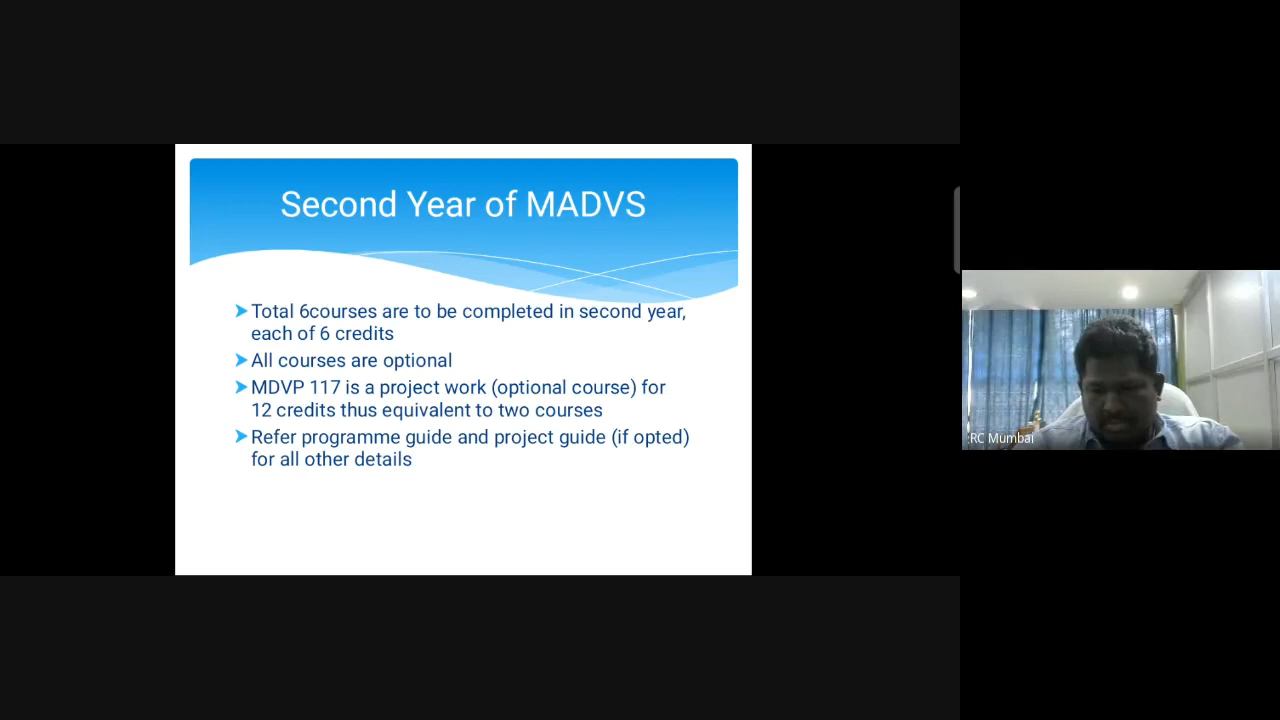 Second Year of MADVS
Total 6courses are to be completed in second year,
each of 6 credits
All courses are optional
MDVP 117 is a project work (optional course) for
12 credits thus equivalent to two courses
Refer programme guide and project guide (if opted)
for all other details
RC Mumbai